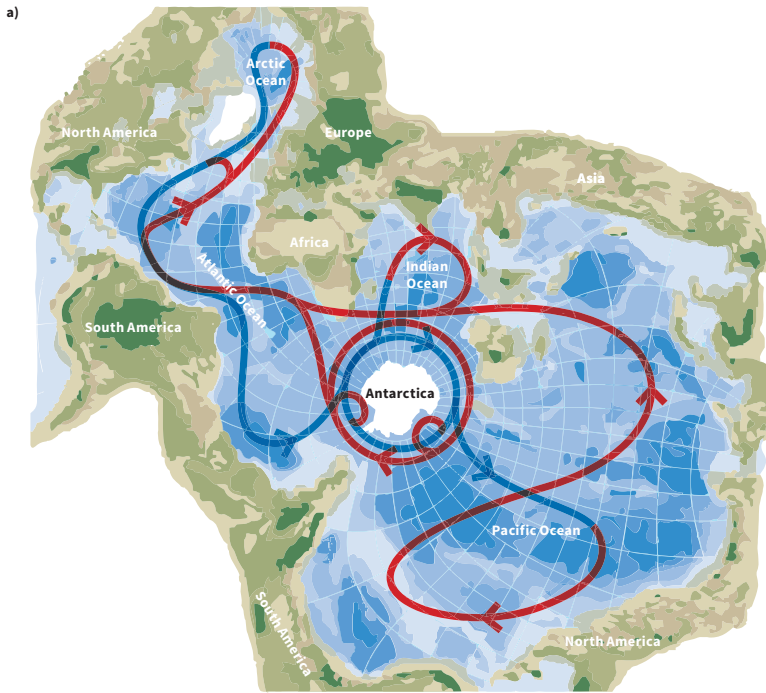 a)
Arctic
Ocean
North America
Europe
Asia
Africa
Indian
Ocean
Atlantic Ocean
South America
Antarctica
Pacific Ocean
South America
North America